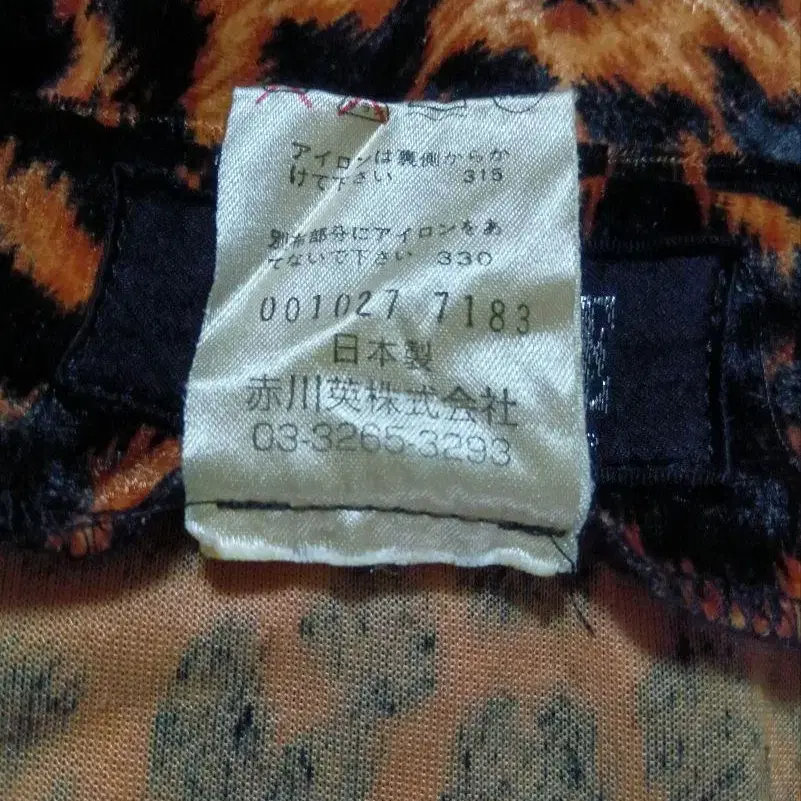 アイロンは裏側からか
けて下さい 315
別布部分にアイロンをあ
てないで下さい 330
001027 7183
日本製
赤川英株式会社
03-3265-3293